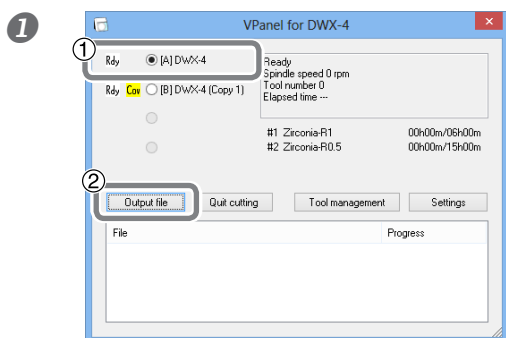 1
VPanel for DWX-4
×
①
Rdy [A] DWX-4
Rdy Cov [B] DWX-4 (Copy 1)
Ready
Spindle speed 0 rpm
Tool number 0
Elapsed time ---
#1 Zirconia-R1 00h00m/06h00m
#2 Zirconia-R0.5 00h00m/15h00m
②
Output file Quit cutting Tool management Settings
File Progress